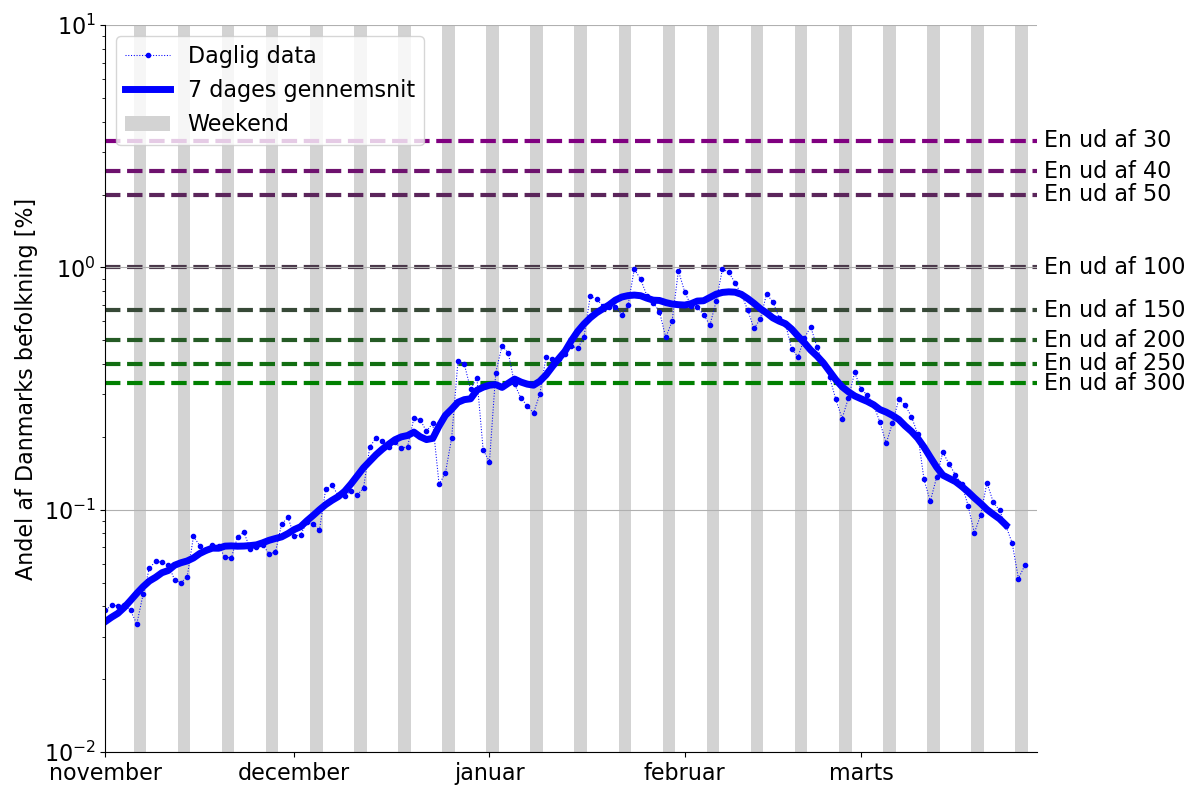 10¹
Daglig data
7 dages gennemsnit
Weekend
En ud af 30
En ud af 40
En ud af 50
10⁰
En ud af 100
En ud af 150
En ud af 200
En ud af 250
En ud af 300
Andel af Danmarks befolkning [%]
10⁻¹
10⁻²
november december januar februar marts